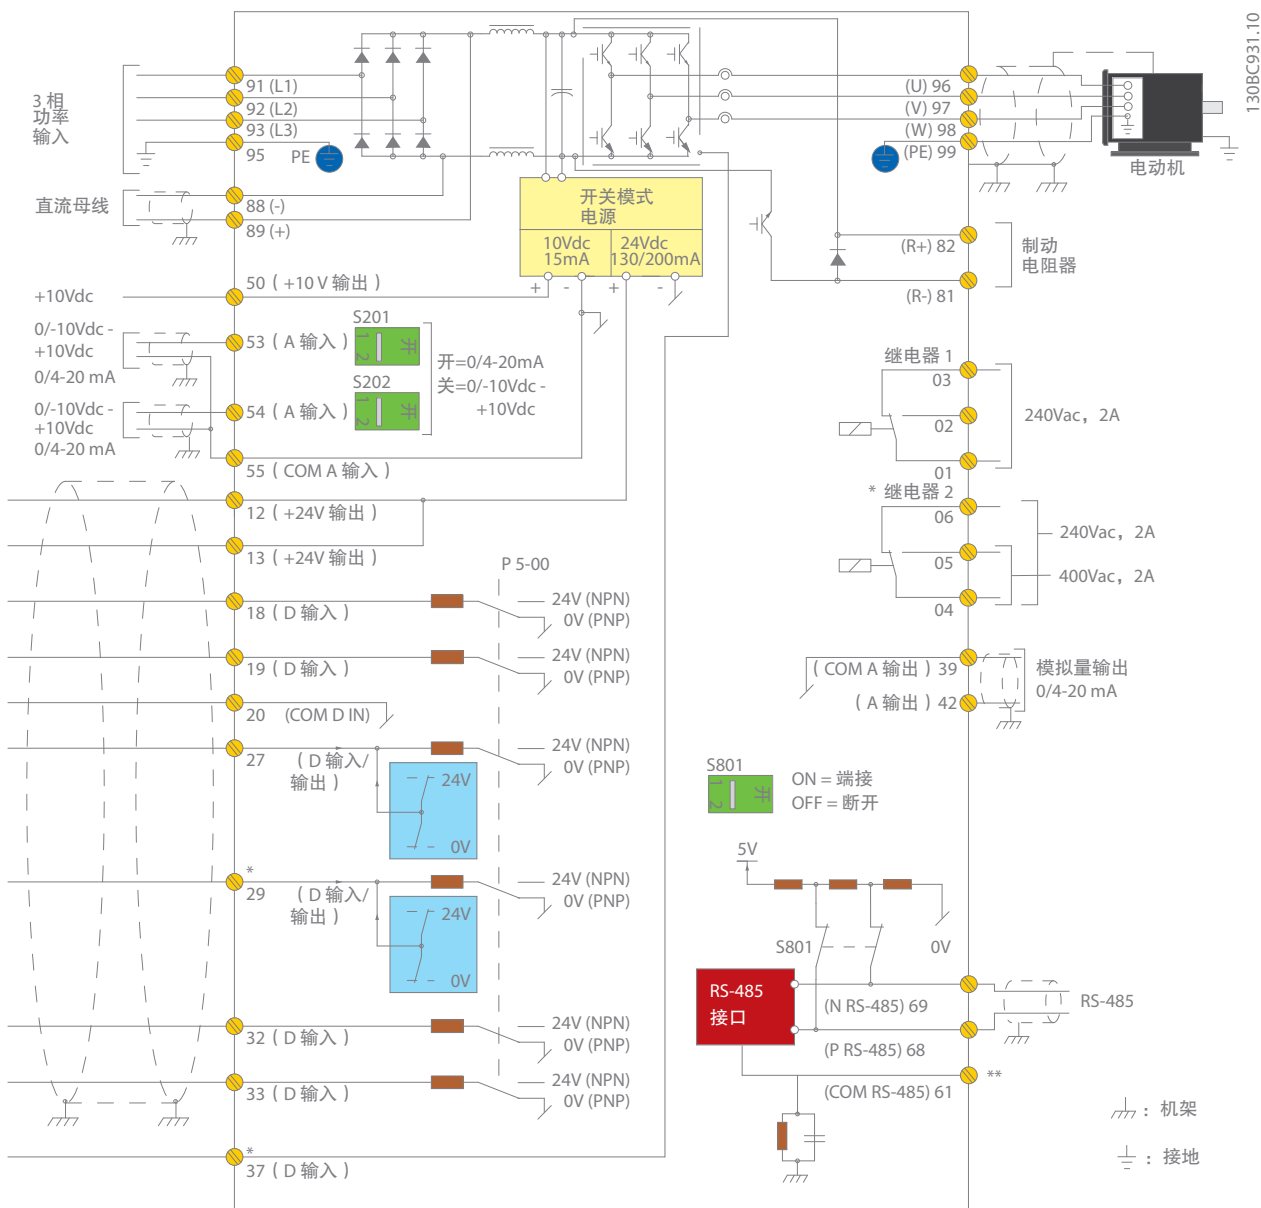 130BC931.10
3 相
功率
输入
91 (L1)
92 (L2)
93 (L3)
95
PE
直流母线
88 (-)
89 (+)
开关模式
电源
10Vdc
15mA
24Vdc
130/200mA
+ - + -
(U) 96
(V) 97
(W) 98
(PE) 99
电动机
(R+) 82
(R-) 81
制动
电阻器
+10Vdc
50 ( +10 V 输出 )
0/-10Vdc -
+10Vdc
0/4-20 mA
53 ( A 输入 )
S201
1
2
开
0/-10Vdc -
+10Vdc
0/4-20 mA
54 ( A 输入 )
S202
1
2
开
开=0/4-20mA
关=0/-10Vdc -
+10Vdc
55 ( COM A 输入 )
12 ( +24V 输出 )
13 ( +24V 输出 )
继电器 1
03
02
01
240Vac，2A
* 继电器 2
06
05
04
240Vac，2A
400Vac，2A
P 5-00
18 ( D 输入 )
24V (NPN)
0V (PNP)
19 ( D 输入 )
24V (NPN)
0V (PNP)
20 (COM D IN)
27
( D 输入/
输出 )
24V
0V
24V (NPN)
0V (PNP)
*
29
( D 输入/
输出 )
24V
0V
24V (NPN)
0V (PNP)
32 ( D 输入 )
24V (NPN)
0V (PNP)
33 ( D 输入 )
24V (NPN)
0V (PNP)
*
37 ( D 输入 )
( COM A 输出 ) 39
( A 输出 ) 42
模拟量输出
0/4-20 mA
S801
1
2
开
ON = 端接
OFF = 断开
5V
S801
0V
RS-485
接口
(N RS-485) 69
(P RS-485) 68
(COM RS-485) 61
**
RS-485
：机架
：接地